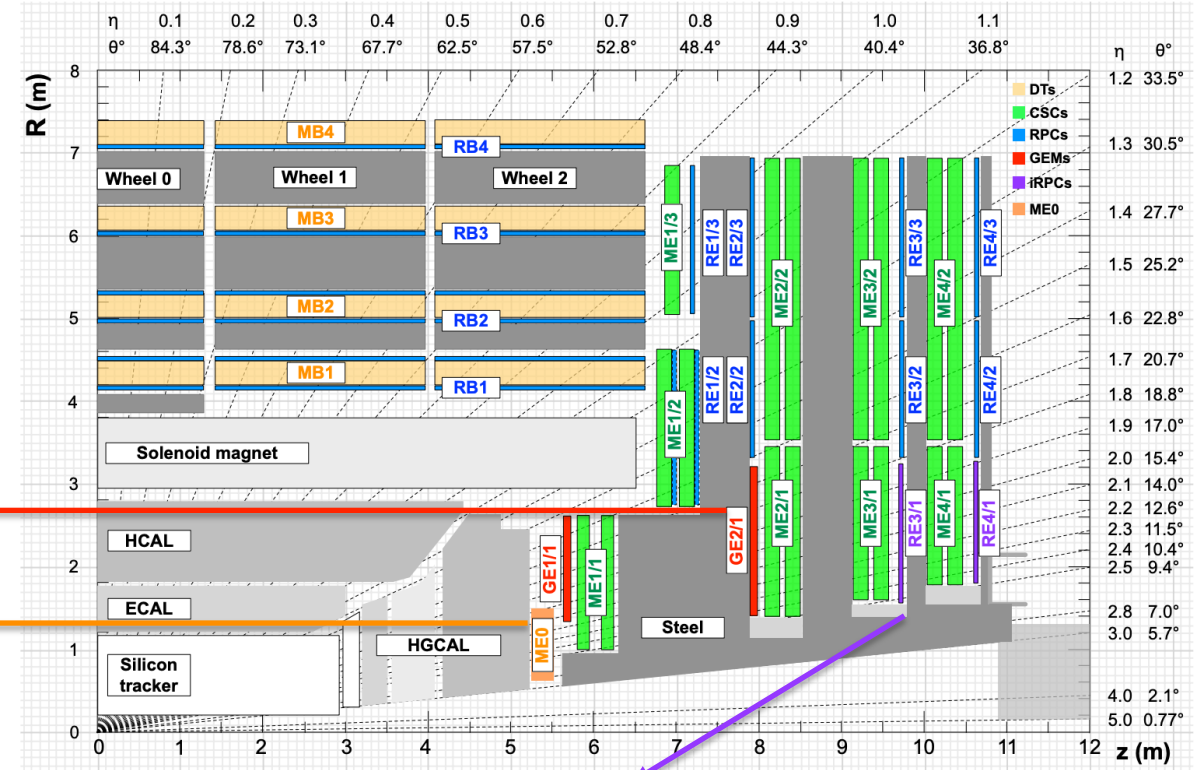 η 0.1 0.2 0.3 0.4 0.5 0.6 0.7 0.8 0.9 1.0 1.1
θ° 84.3° 78.6° 73.1° 67.7° 62.5° 57.5° 52.8° 48.4° 44.3° 40.4° 36.8° η θ°
R (m)
8
7
6
5
4
3
2
1
0
1.2 33.5°
1.3 30.5°
1.4 27.7°
1.5 25.2°
1.6 22.8°
1.7 20.7°
1.8 18.8°
1.9 17.0°
2.0 15.4°
2.1 14.0°
2.2 12.6°
2.3 11.5°
2.4 10.4°
2.5 9.4°
2.8 7.0°
3.0 5.7°
4.0 2.1°
5.0 0.77°
DTs
CSCs
RPCs
GEMs
iRPCs
ME0
MB4
RB4
Wheel 0
Wheel 1
Wheel 2
MB3
RB3
MB2
RB2
MB1
RB1
Solenoid magnet
HCAL
ECAL
Silicon
tracker
HGCAL
Steel
ME0
GE1/1
ME1/1
ME1/2
ME1/3
RE1/3
RE2/3
RE1/2
RE2/2
GE2/1
ME2/2
ME2/1
ME3/2
ME3/1
RE3/3
RE3/2
RE3/1
ME4/2
ME4/1
RE4/3
RE4/2
RE4/1
0 1 2 3 4 5 6 7 8 9 10 11 12
z (m)